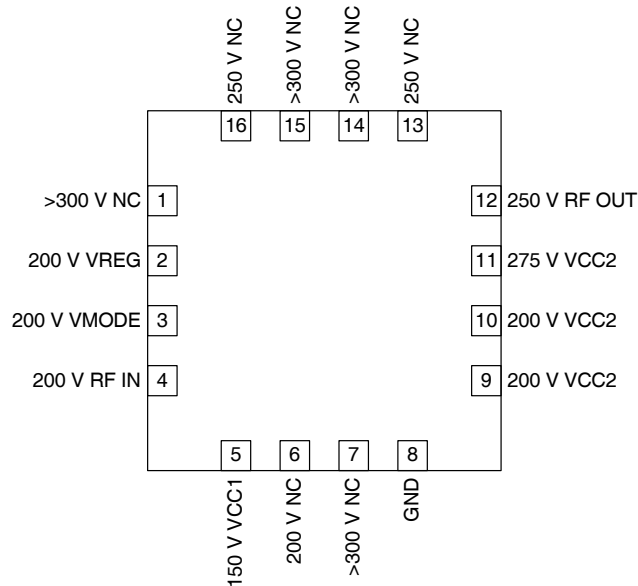 250 V NC
>300 V NC
>300 V NC
250 V NC
16
15
14
13
>300 V NC
1
12
250 V RF OUT
200 V VREG
2
11
275 V VCC2
200 V VMODE
3
10
200 V VCC2
200 V RF IN
4
9
200 V VCC2
5
6
7
8
150 V VCC1
200 V NC
>300 V NC
GND